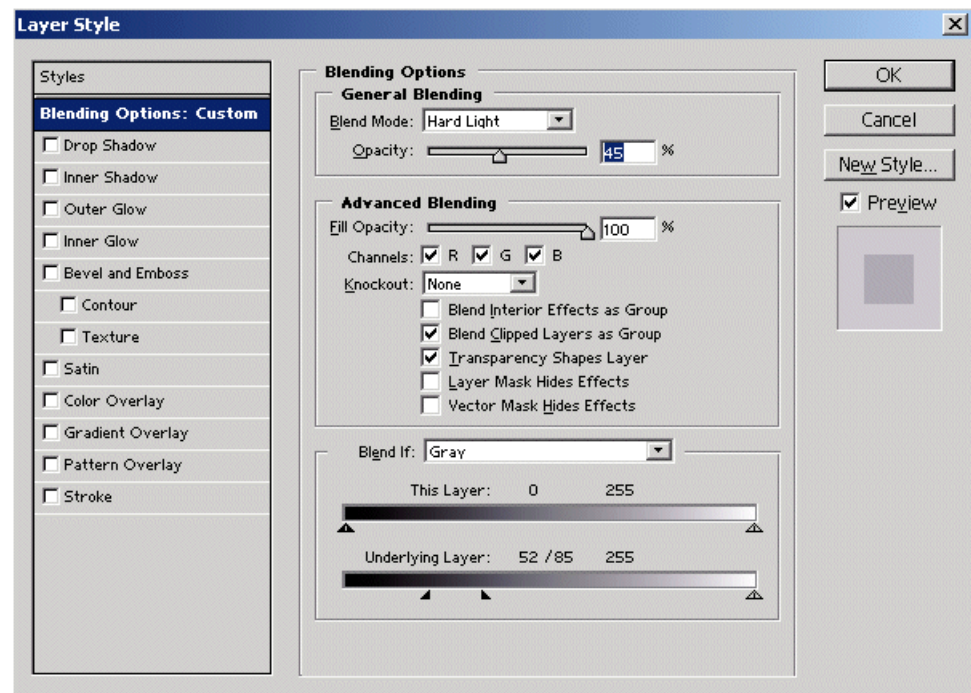 Layer Style
Styles
Blending Options: Custom
Drop Shadow
Inner Shadow
Outer Glow
Inner Glow
Bevel and Emboss
Contour
Texture
Satin
Color Overlay
Gradient Overlay
Pattern Overlay
Stroke
Blending Options
General Blending
Blend Mode: Hard Light
Opacity: 45 %
Advanced Blending
Fill Opacity: 100 %
Channels: R G B
Knockout: None
Blend Interior Effects as Group
Blend Clipped Layers as Group
Transparency Shapes Layer
Layer Mask Hides Effects
Vector Mask Hides Effects
Blend If: Gray
This Layer: 0 255
Underlying Layer: 52 / 85 255
OK
Cancel
New Style...
Preview